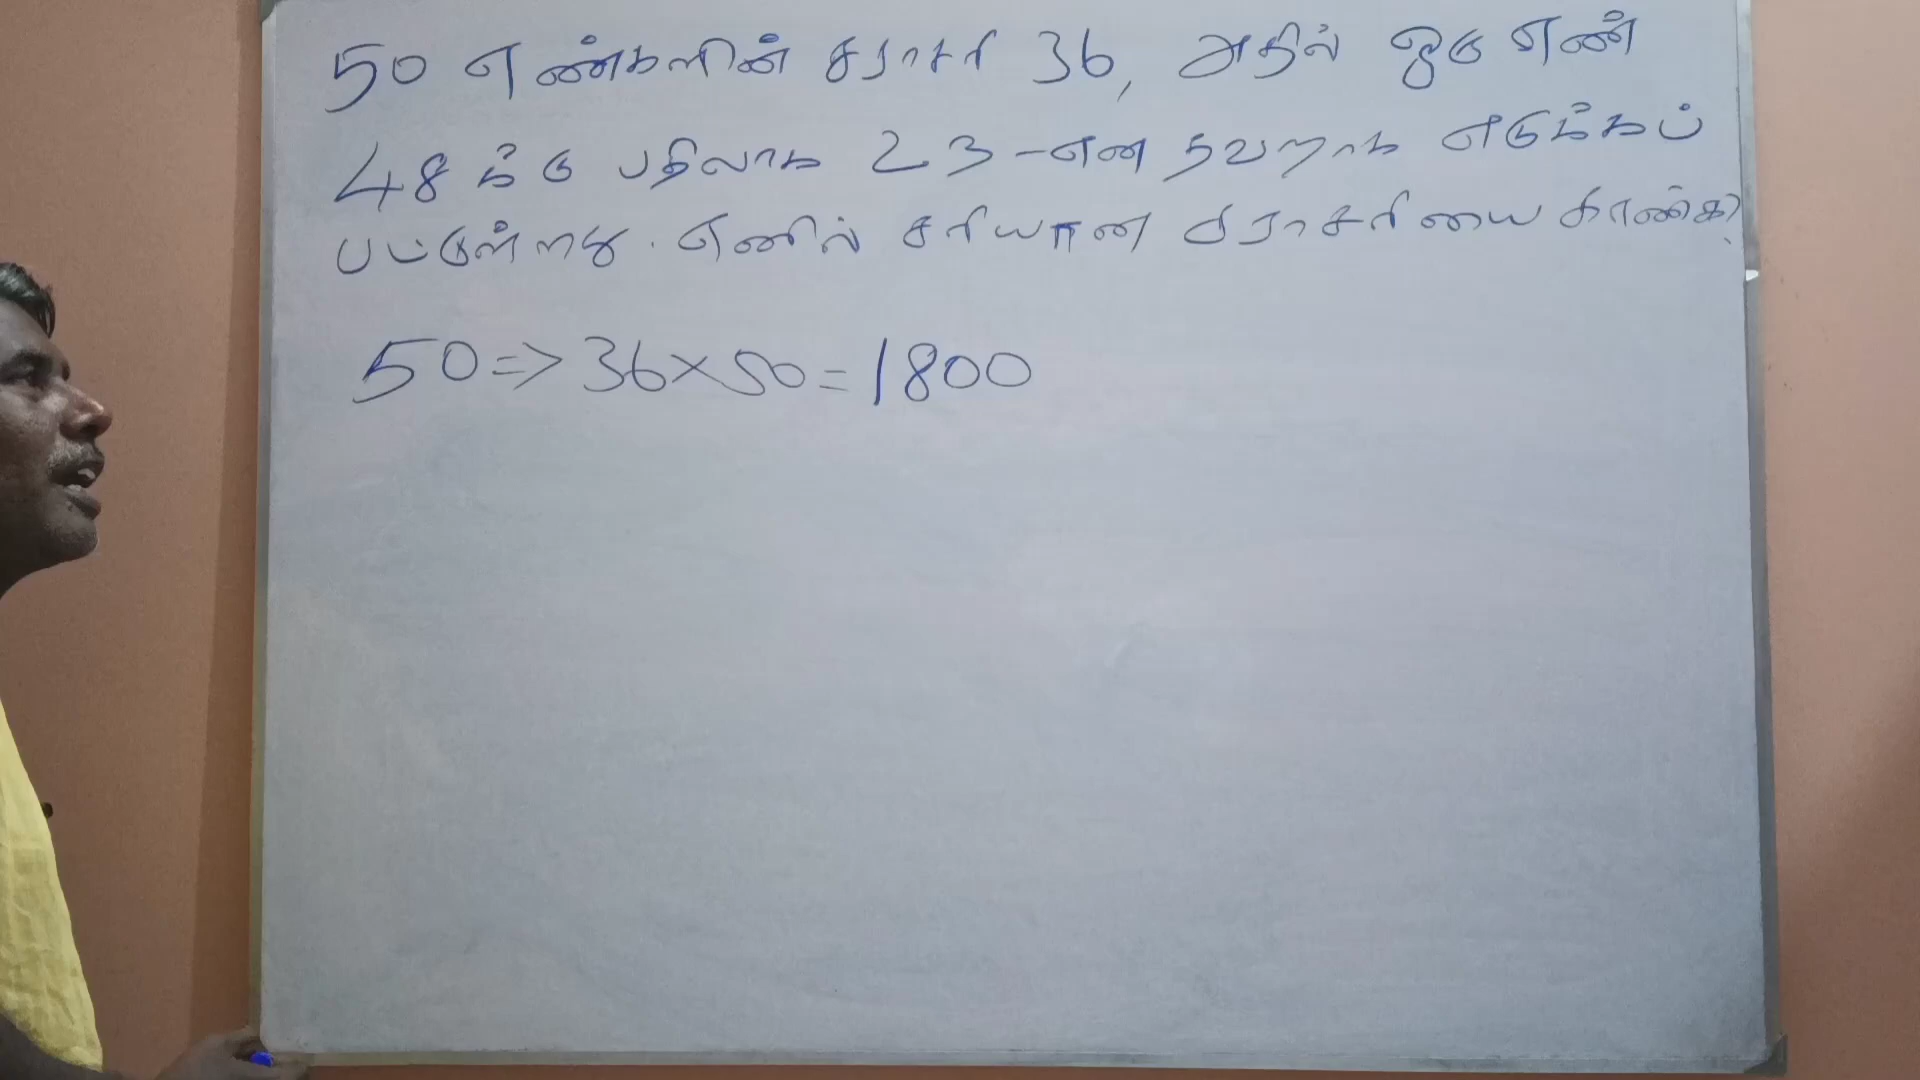 50 எண்களின் சராசரி 36, அதில் ஒரு எண்
48 க்கு பதிலாக 23 - என தவறாக எடுக்கப்
பட்டுள்ளது. எனில் சரியான சராசரியை காண்க?
50 => 36 × 50 = 1800